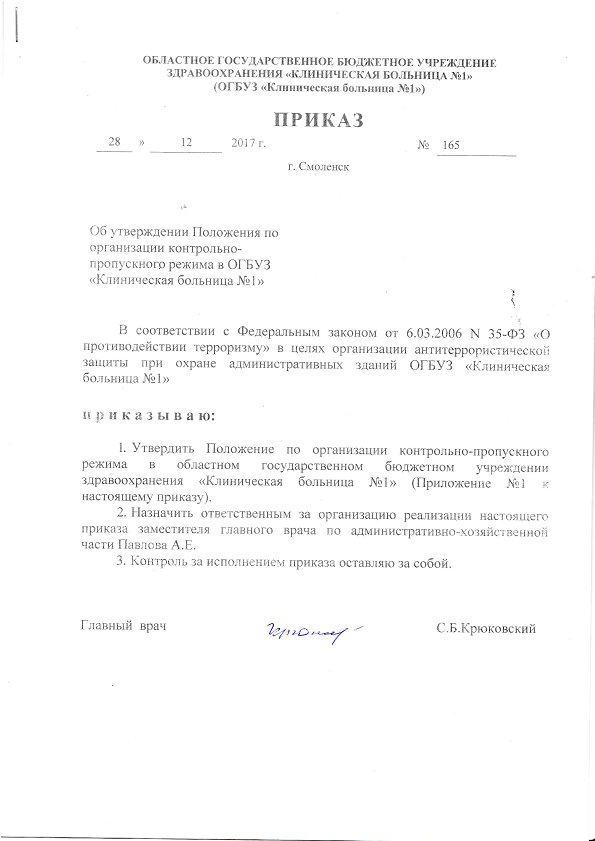 ОБЛАСТНОЕ ГОСУДАРСТВЕННОЕ БЮДЖЕТНОЕ УЧРЕЖДЕНИЕ
ЗДРАВООХРАНЕНИЯ «КЛИНИЧЕСКАЯ БОЛЬНИЦА №1»
(ОГБУЗ «Клиническая больница №1»)
ПРИКАЗ
28 » 12 2017 г. № 165
г. Смоленск
Об утверждении Положения по
организации контрольно-
пропускного режима в ОГБУЗ
«Клиническая больница №1»
В соответствии с Федеральным законом от 6.03.2006 N 35-ФЗ «О
противодействии терроризму» в целях организации антитеррористической
защиты при охране административных зданий ОГБУЗ «Клиническая
больница №1»
п р и к а з ы в а ю:
1. Утвердить Положение по организации контрольно-пропускного
режима в областном государственном бюджетном учреждении
здравоохранения «Клиническая больница №1» (Приложение №1 к
настоящему приказу).
2. Назначить ответственным за организацию реализации настоящего
приказа заместителя главного врача по административно-хозяйственной
части Павлова А.Е.
3. Контроль за исполнением приказа оставляю за собой.
Главный врач С.Б.Крюковский